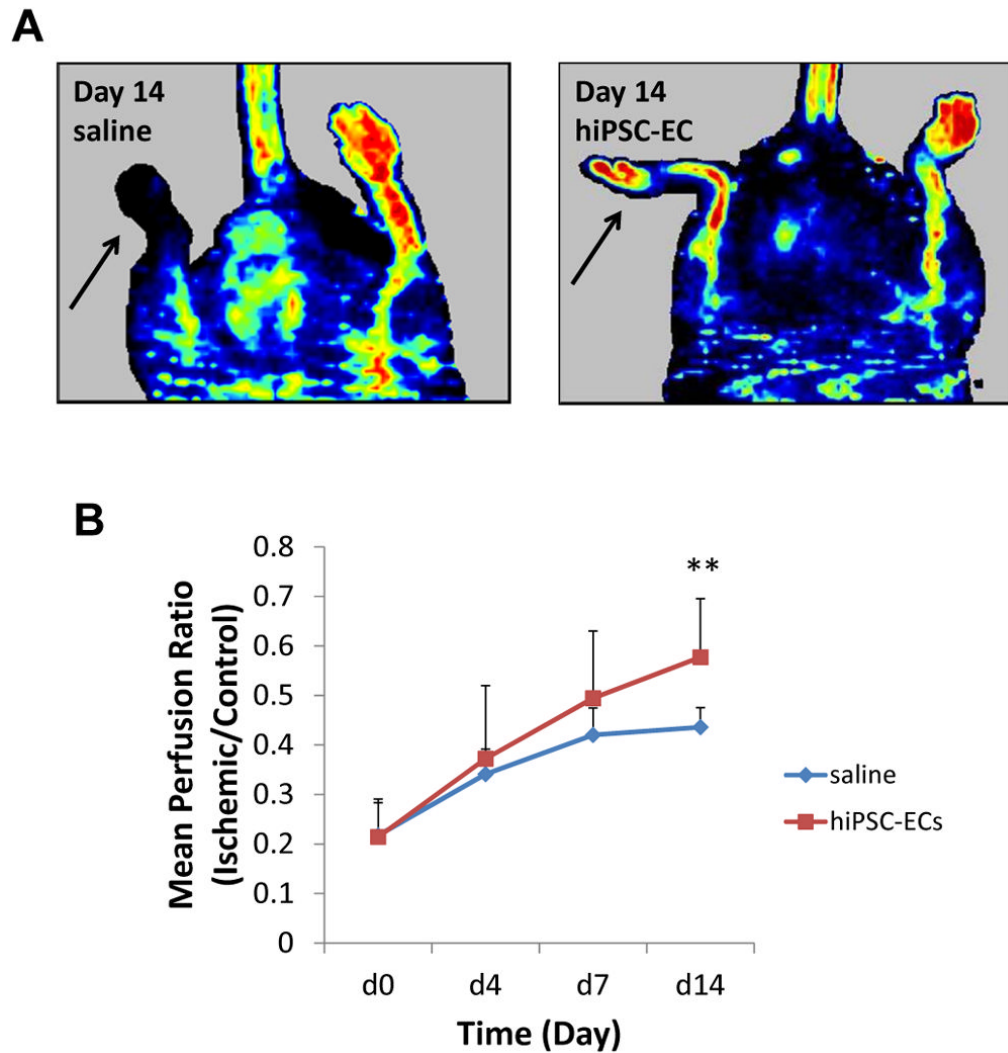 A
Day 14
saline
Day 14
hiPSC-EC
B
Mean Perfusion Ratio
(Ischemic/Control)
0.8
0.7
0.6
0.5
0.4
0.3
0.2
0.1
0
**
d0 d4 d7 d14
Time (Day)
saline
hiPSC-ECs